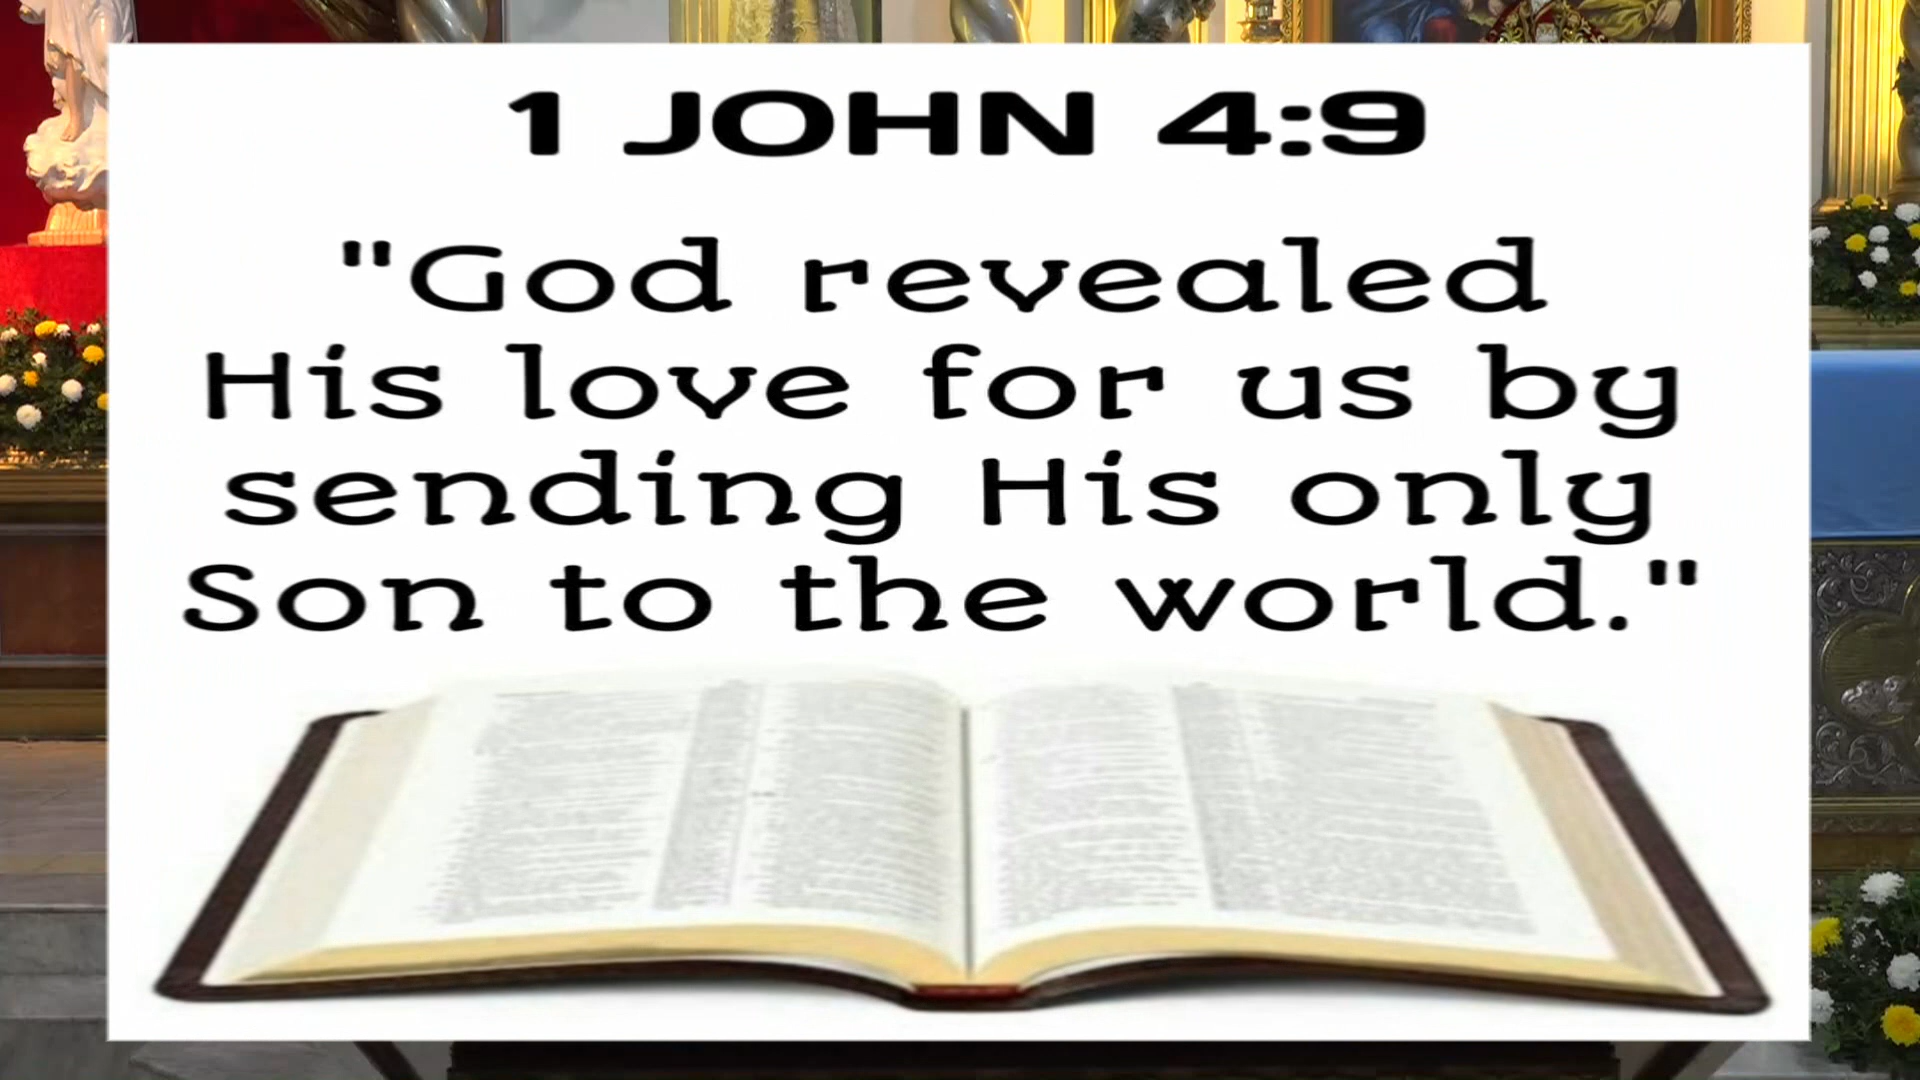 1 JOHN 4:9
"God revealed
His love for us by
sending His only
Son to the world."